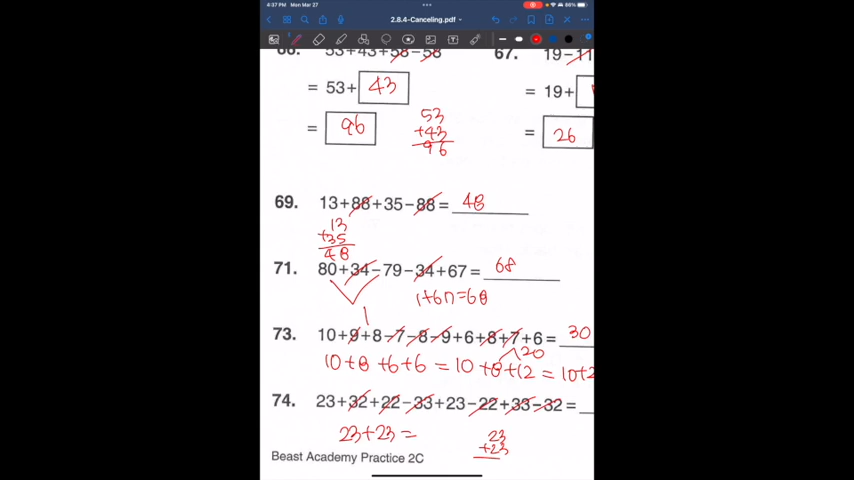 4:37 PM Mon Mar 27
86%
2.8.4-Canceling.pdf
53+43+58-58
67. 19-11
= 53+ 43
= 19+
= 96
53
+43
96
= 26
69. 13+88+35-88= 48
13
+35
48
71. 80+34-79-34+67= 68
1
1+67=68
73. 10+9+8-7-8-9+6+8+7+6= 30
20
10+8+6+6=10+8+12=10+2
74. 23+32+22-33+23-22+33-32=
23+23=
23
+23
Beast Academy Practice 2C